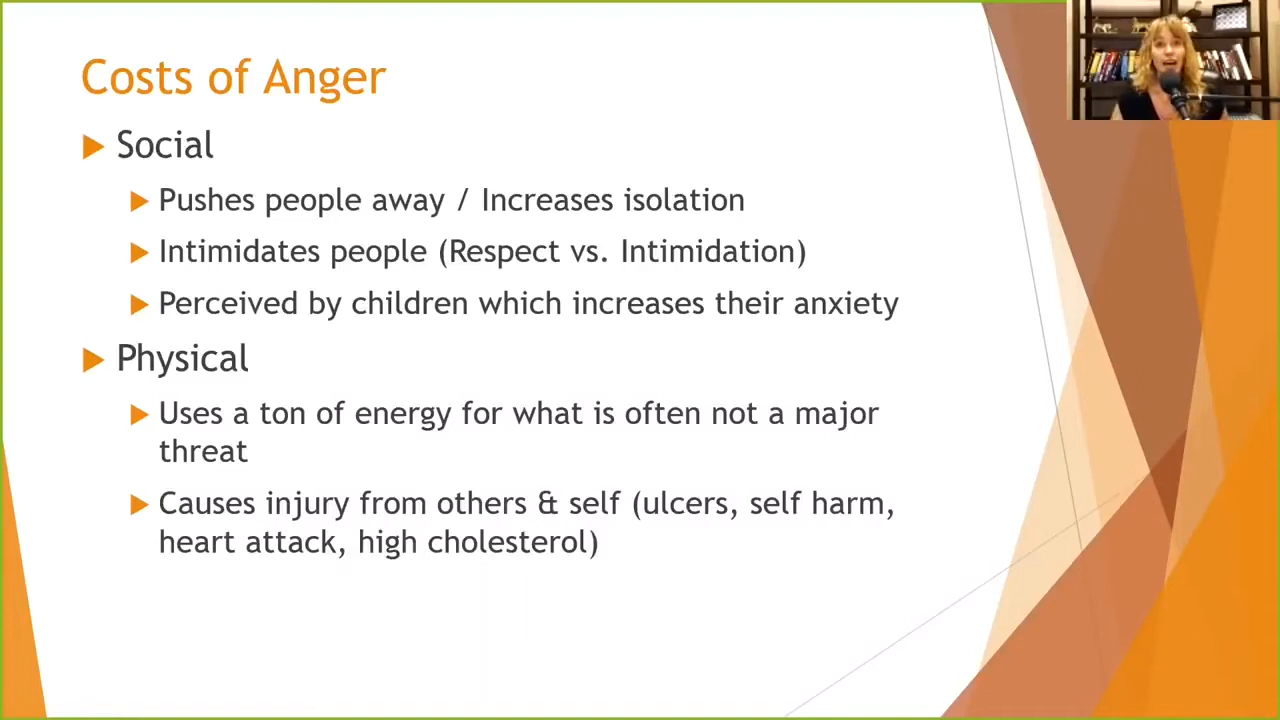 Costs of Anger
Social
Pushes people away / Increases isolation
Intimidates people (Respect vs. Intimidation)
Perceived by children which increases their anxiety
Physical
Uses a ton of energy for what is often not a major
threat
Causes injury from others & self (ulcers, self harm,
heart attack, high cholesterol)